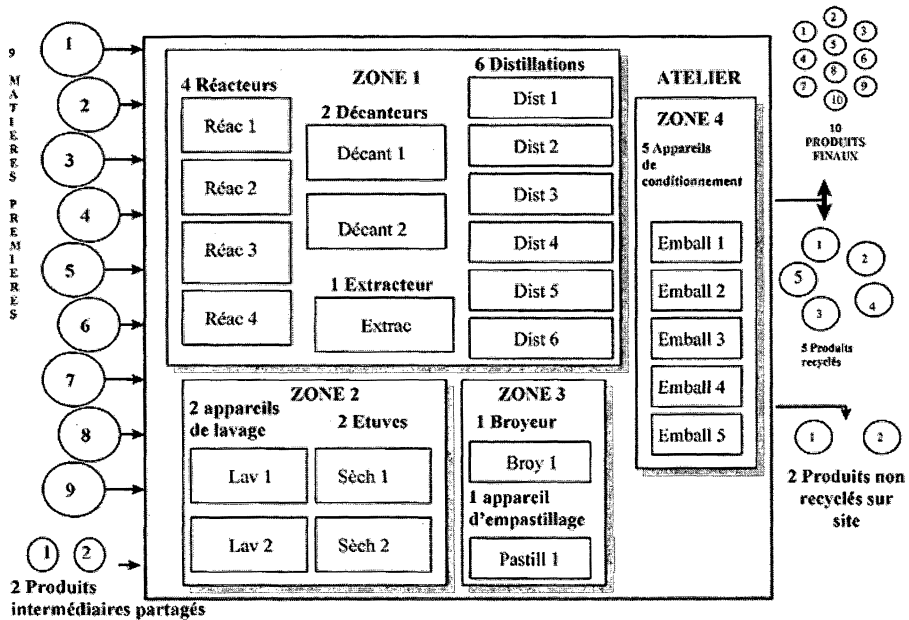 9
MATIERES PREMIERES
1
2
3
4
5
6
7
8
9
1 2
2 Produits
intermédiaires partagés
ZONE 1
4 Réacteurs
Réac 1
Réac 2
Réac 3
Réac 4
2 Décanteurs
Décant 1
Décant 2
1 Extracteur
Extrac
6 Distillations
Dist 1
Dist 2
Dist 3
Dist 4
Dist 5
Dist 6
ZONE 2
2 appareils
de lavage
Lav 1
Lav 2
2 Etuves
Sèch 1
Sèch 2
ZONE 3
1 Broyeur
Broy 1
1 appareil
d'empastillage
Pastill 1
ATELIER
ZONE 4
5 Appareils
de
conditionnement
Emball 1
Emball 2
Emball 3
Emball 4
Emball 5
2
1 3
5
4 6
8
7 9
10
10
PRODUITS
FINAUX
1
2
5
3
4
5 Produits
recyclés
1 2
2 Produits non
recyclés sur
site